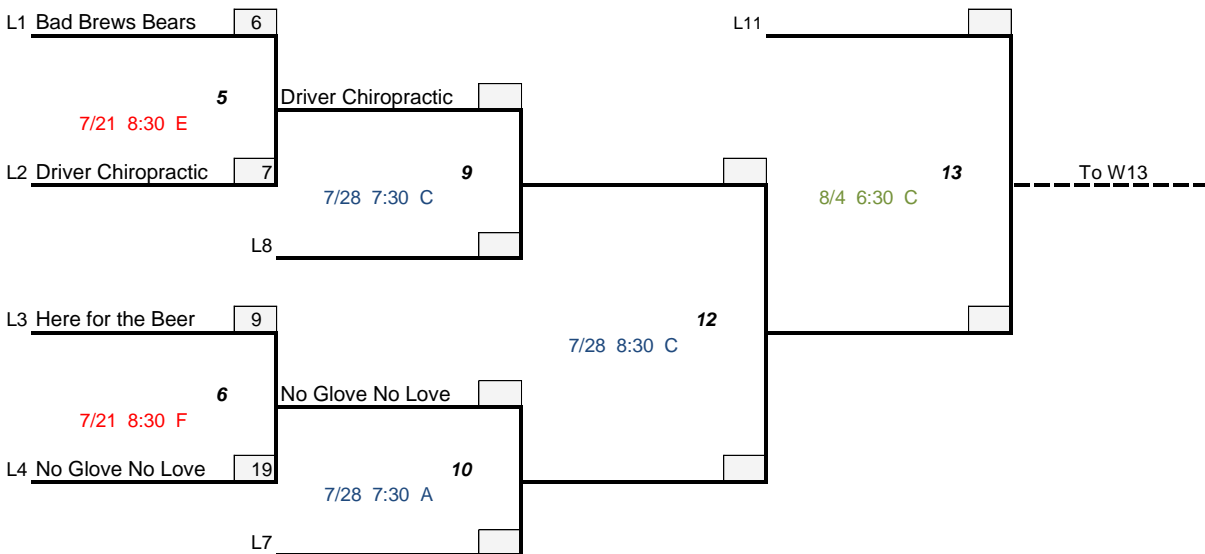 L1 Bad Brews Bears 6
L11
5
Driver Chiropractic
7/21 8:30 E
L2 Driver Chiropractic 7
9
13
To W13
7/28 7:30 C
8/4 6:30 C
L8
L3 Here for the Beer 9
12
7/28 8:30 C
6
No Glove No Love
7/21 8:30 F
L4 No Glove No Love 19
10
7/28 7:30 A
L7